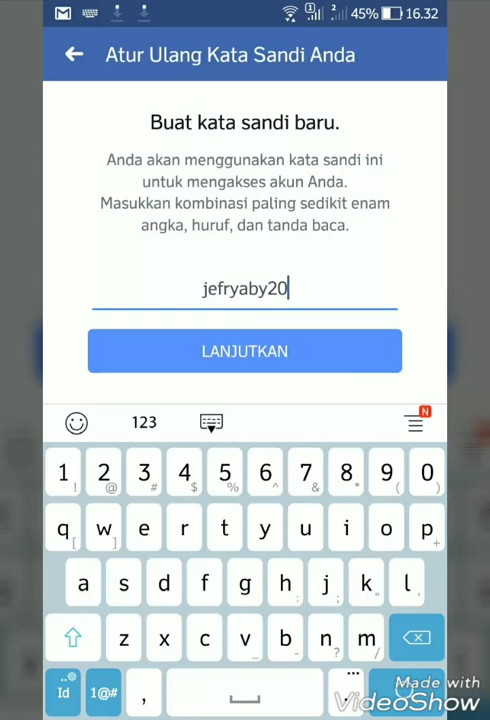 1 2 45% 16.32
Atur Ulang Kata Sandi Anda
Buat kata sandi baru.
Anda akan menggunakan kata sandi ini
untuk mengakses akun Anda.
Masukkan kombinasi paling sedikit enam
angka, huruf, dan tanda baca.
jefryaby20
LANJUTKAN
123 N
1 2 3 4 5 6 7 8 9 0
! @ # $ % ^ & * ( )
q w e r t y u i o p
[ ] +
a s d f g h j k l
: ; " '
z x c v b n m
_ - ? /
Id 1@# , .
Made with
VideoShow